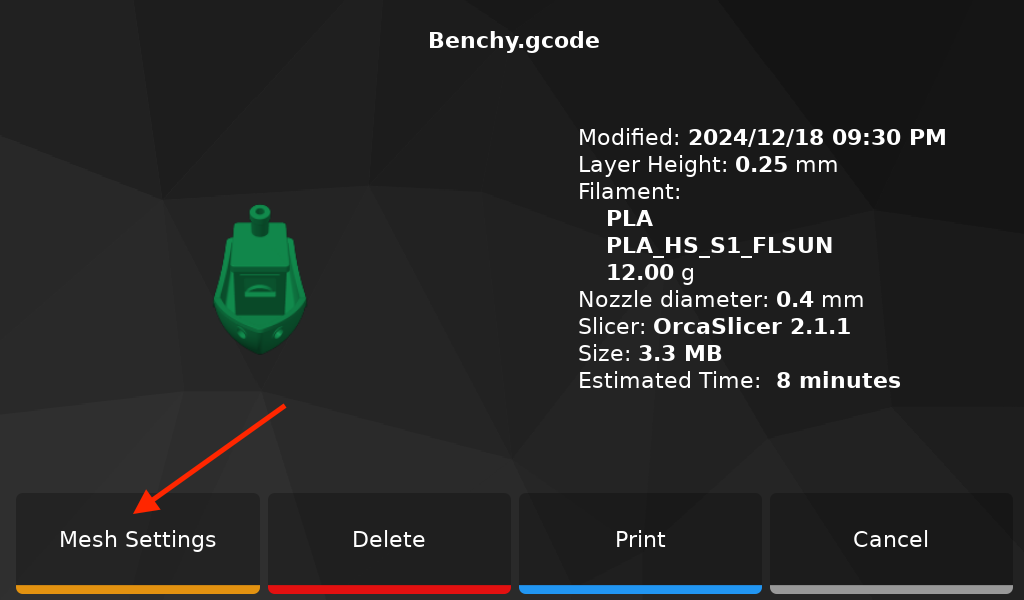 Benchy.gcode
Modified: 2024/12/18 09:30 PM
Layer Height: 0.25 mm
Filament:
PLA
PLA_HS_S1_FLSUN
12.00 g
Nozzle diameter: 0.4 mm
Slicer: OrcaSlicer 2.1.1
Size: 3.3 MB
Estimated Time:  8 minutes
Mesh Settings
Delete
Print
Cancel